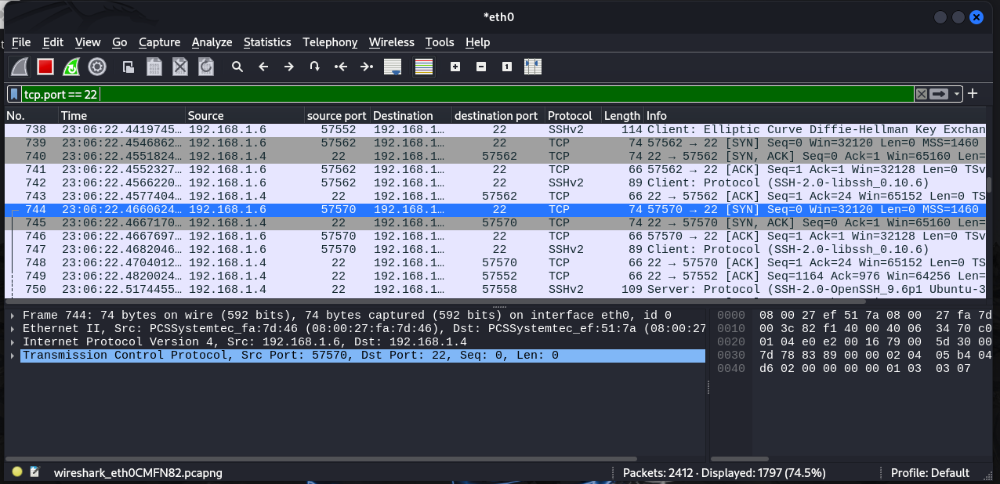 *eth0
File Edit View Go Capture Analyze Statistics Telephony Wireless Tools Help
tcp.port == 22
No. Time Source source port Destination destination port Protocol Length Info
738 23:06:22.4419745… 192.168.1.6 57552 192.168.1… 22 SSHv2 114 Client: Elliptic Curve Diffie-Hellman Key Exchan
739 23:06:22.4546862… 192.168.1.6 57562 192.168.1… 22 TCP 74 57562 → 22 [SYN] Seq=0 Win=32120 Len=0 MSS=1460
740 23:06:22.4551824… 192.168.1.4 22 192.168.1… 57562 TCP 74 22 → 57562 [SYN, ACK] Seq=0 Ack=1 Win=65160 Len=
741 23:06:22.4552327… 192.168.1.6 57562 192.168.1… 22 TCP 66 57562 → 22 [ACK] Seq=1 Ack=1 Win=32128 Len=0 TSv
742 23:06:22.4566220… 192.168.1.6 57562 192.168.1… 22 SSHv2 89 Client: Protocol (SSH-2.0-libssh_0.10.6)
743 23:06:22.4577404… 192.168.1.4 22 192.168.1… 57562 TCP 66 22 → 57562 [ACK] Seq=1 Ack=24 Win=65152 Len=0 TS
744 23:06:22.4660624… 192.168.1.6 57570 192.168.1… 22 TCP 74 57570 → 22 [SYN] Seq=0 Win=32120 Len=0 MSS=1460
745 23:06:22.4667170… 192.168.1.4 22 192.168.1… 57570 TCP 74 22 → 57570 [SYN, ACK] Seq=0 Ack=1 Win=65160 Len=
746 23:06:22.4667697… 192.168.1.6 57570 192.168.1… 22 TCP 66 57570 → 22 [ACK] Seq=1 Ack=1 Win=32128 Len=0 TSv
747 23:06:22.4682046… 192.168.1.6 57570 192.168.1… 22 SSHv2 89 Client: Protocol (SSH-2.0-libssh_0.10.6)
748 23:06:22.4704012… 192.168.1.4 22 192.168.1… 57570 TCP 66 22 → 57570 [ACK] Seq=1 Ack=24 Win=65152 Len=0 TS
749 23:06:22.4820024… 192.168.1.4 22 192.168.1… 57552 TCP 66 22 → 57552 [ACK] Seq=1164 Ack=976 Win=64256 Len=
750 23:06:22.5174455… 192.168.1.4 22 192.168.1… 57558 SSHv2 109 Server: Protocol (SSH-2.0-OpenSSH_9.6p1 Ubuntu-3
Frame 744: 74 bytes on wire (592 bits), 74 bytes captured (592 bits) on interface eth0, id 0
Ethernet II, Src: PCSSystemtec_fa:7d:46 (08:00:27:fa:7d:46), Dst: PCSSystemtec_ef:51:7a (08:00:27
Internet Protocol Version 4, Src: 192.168.1.6, Dst: 192.168.1.4
Transmission Control Protocol, Src Port: 57570, Dst Port: 22, Seq: 0, Len: 0
0000 08 00 27 ef 51 7a 08 00 27 fa 7d
0010 00 3c 82 f1 40 00 40 06 34 70 c0
0020 01 04 e0 e2 00 16 79 00 5d 30 00
0030 7d 78 83 89 00 00 02 04 05 b4 04
0040 d6 02 00 00 00 00 01 03 03 07
wireshark_eth0CMFN82.pcapng
Packets: 2412 · Displayed: 1797 (74.5%)
Profile: Default